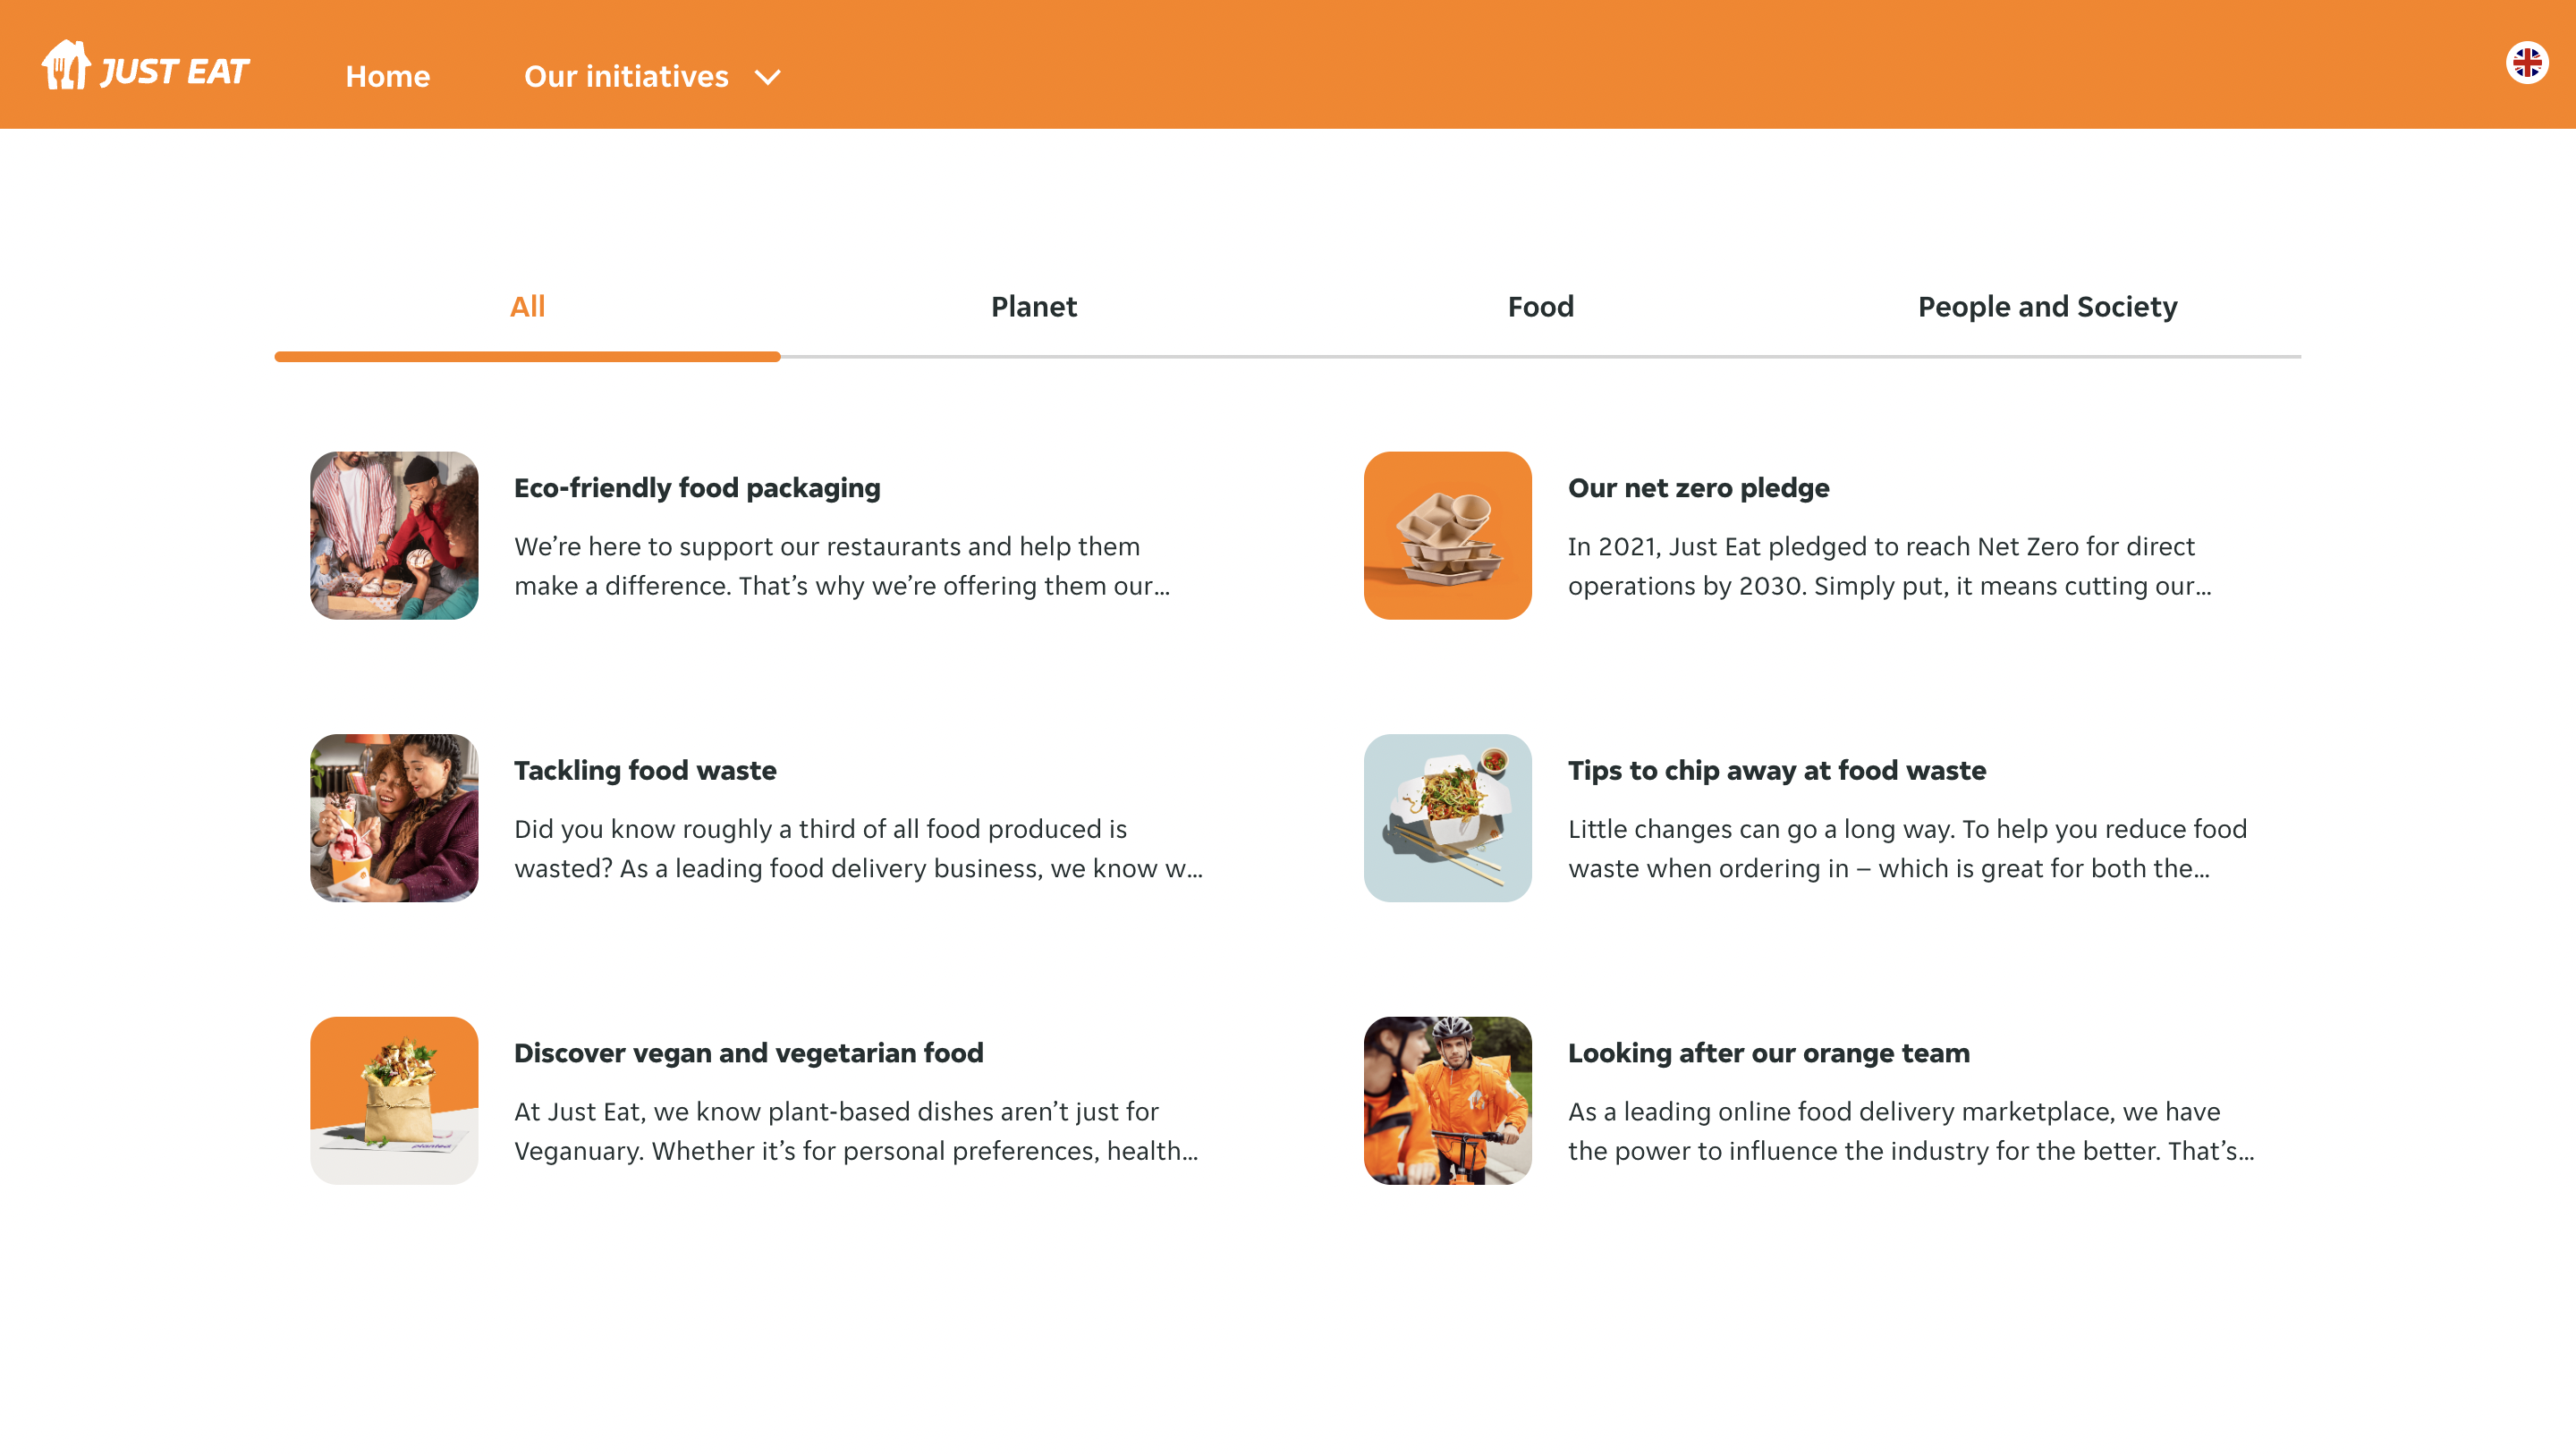 JUST EAT
Home
Our initiatives
All
Planet
Food
People and Society
Eco-friendly food packaging
We’re here to support our restaurants and help them
make a difference. That’s why we’re offering them our...
Our net zero pledge
In 2021, Just Eat pledged to reach Net Zero for direct
operations by 2030. Simply put, it means cutting our...
Tackling food waste
Did you know roughly a third of all food produced is
wasted? As a leading food delivery business, we know w...
Tips to chip away at food waste
Little changes can go a long way. To help you reduce food
waste when ordering in – which is great for both the...
Discover vegan and vegetarian food
At Just Eat, we know plant-based dishes aren’t just for
Veganuary. Whether it’s for personal preferences, health...
Looking after our orange team
As a leading online food delivery marketplace, we have
the power to influence the industry for the better. That’s...